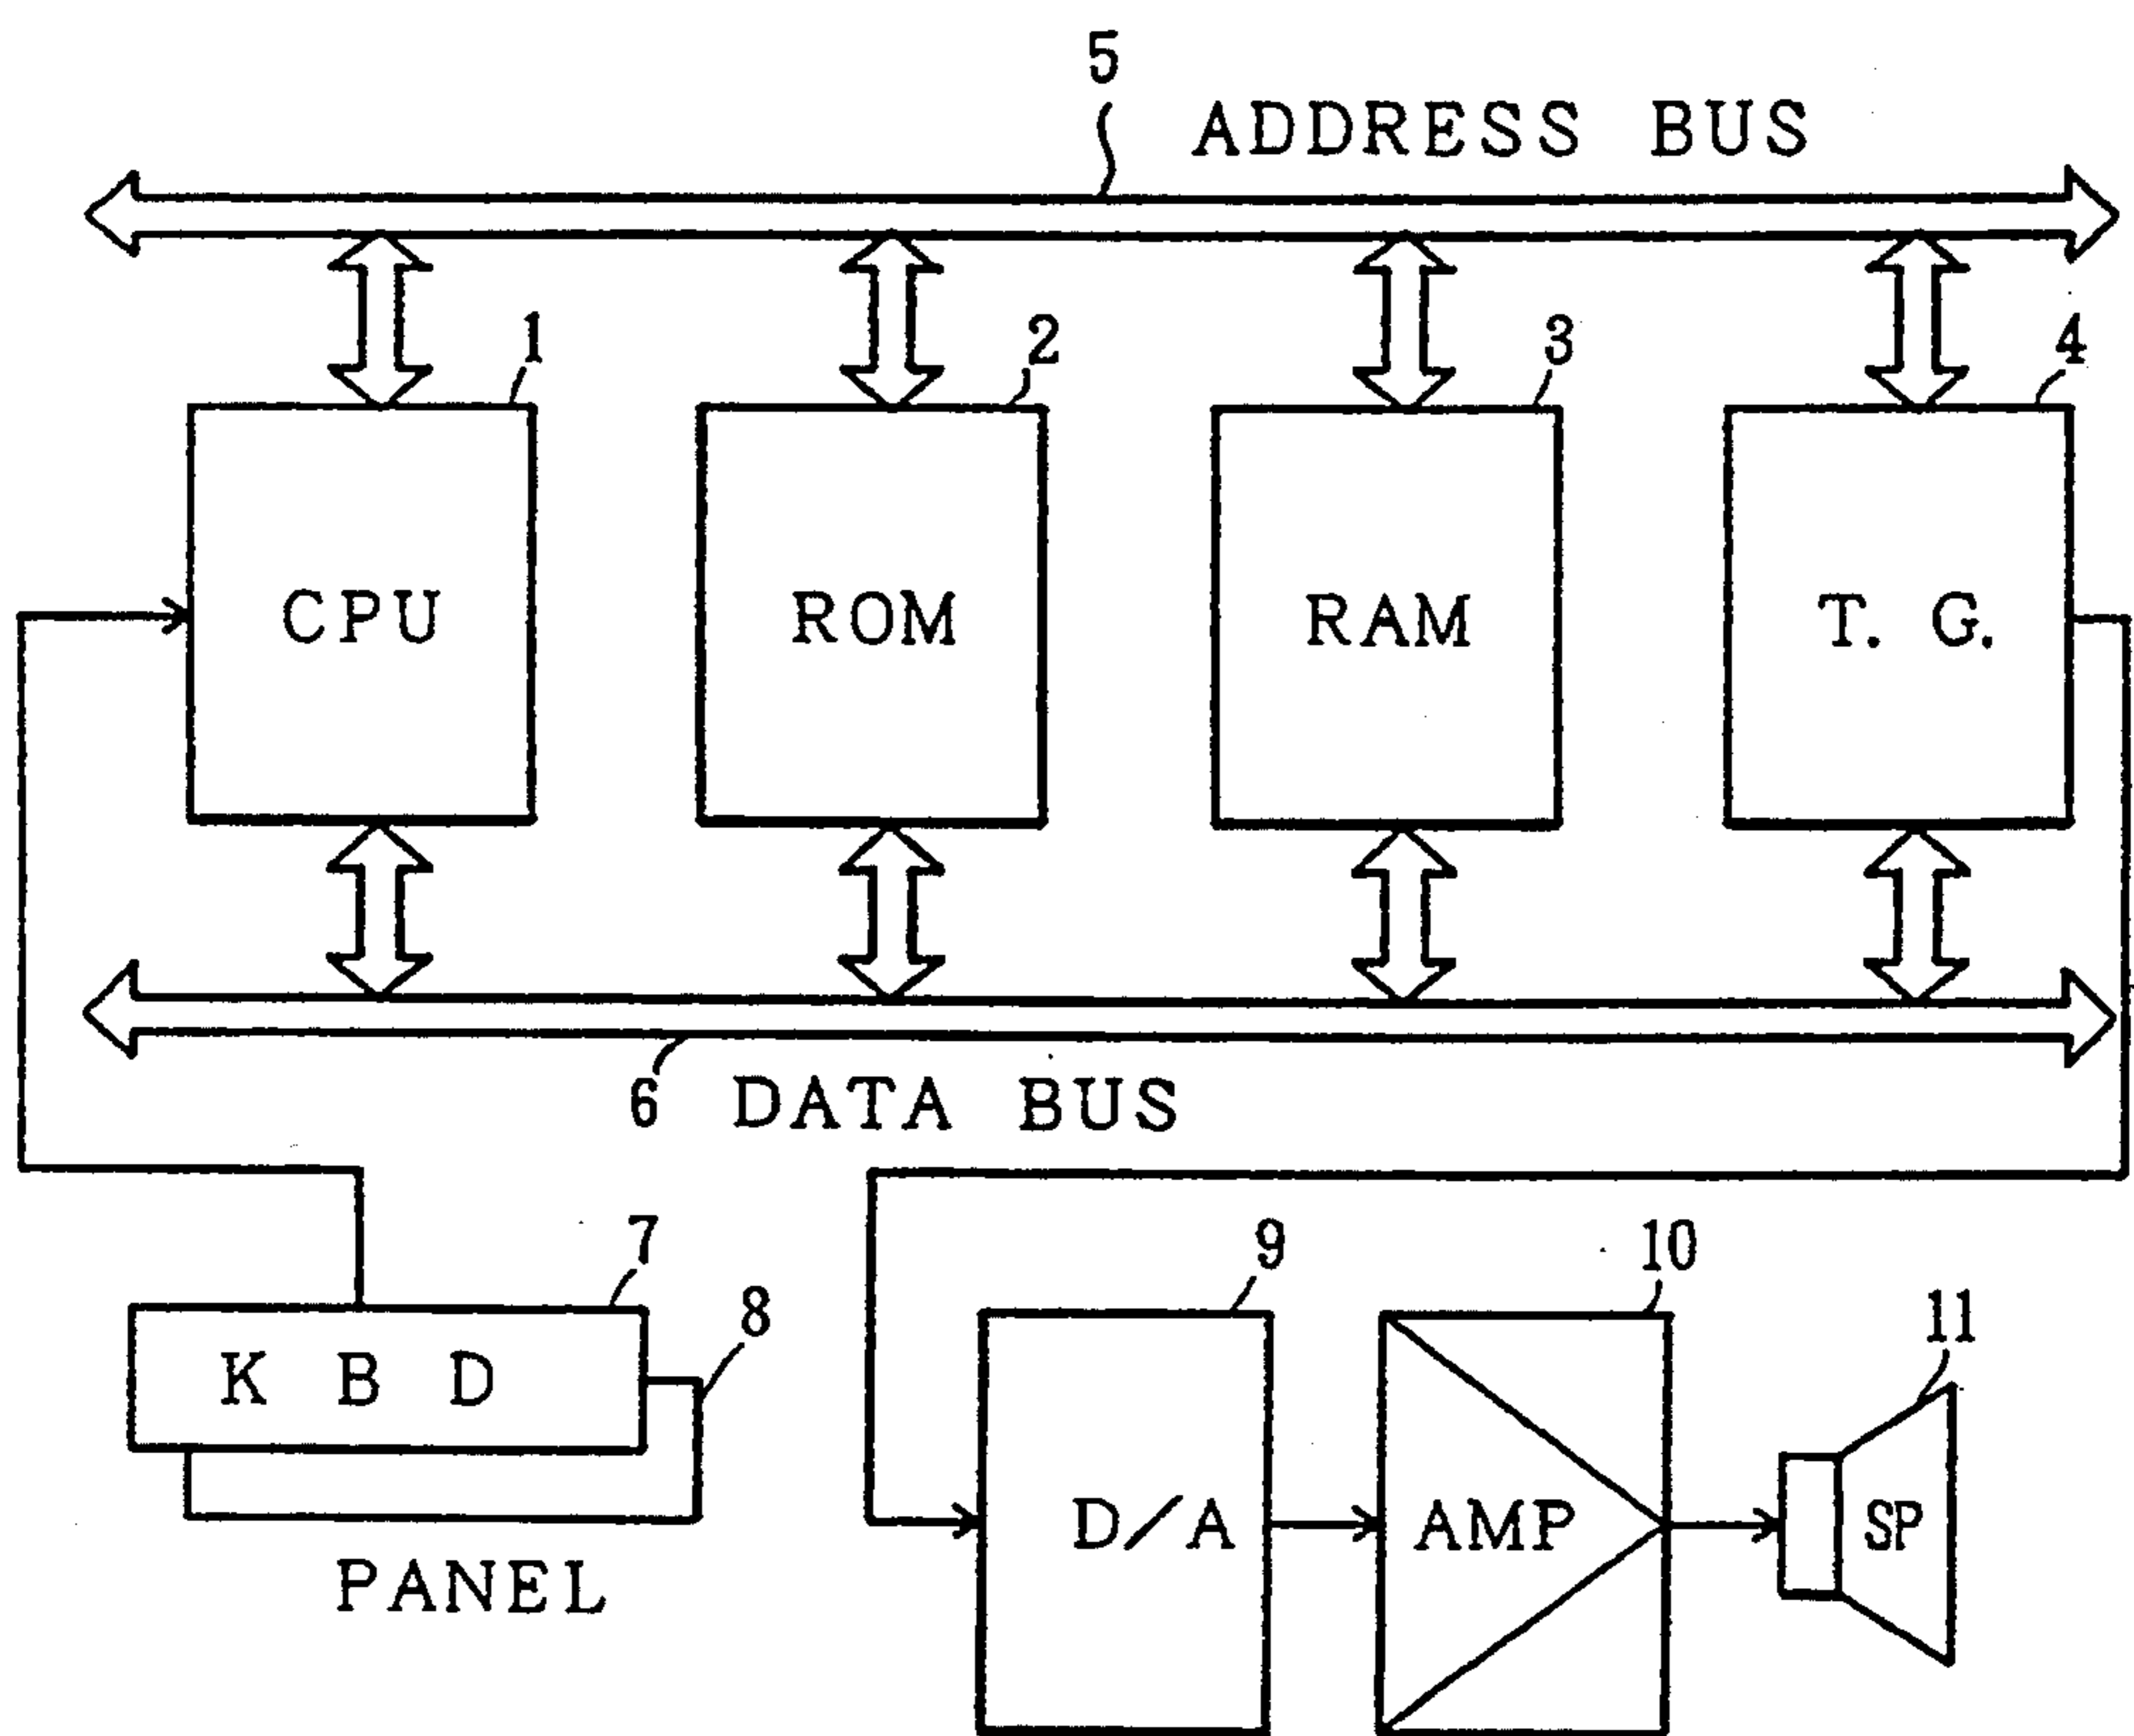 5
ADDRESS BUS
1
2
3
4
CPU
ROM
RAM
T. G.
6 DATA BUS
7
8
9
10
11
K B D
D/A
AMP
SP
PANEL